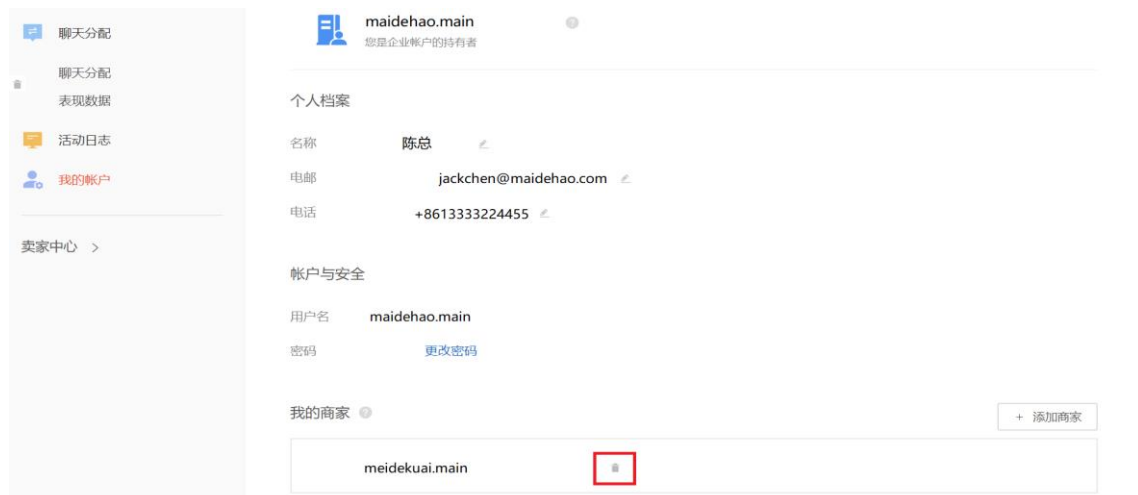 聊天分配
聊天分配
表现数据
活动日志
我的帐户
卖家中心 >
maidehao.main
您是企业帐户的持有者
个人档案
名称 陈总
电邮 jackchen@maidehao.com
电话 +8613333224455
帐户与安全
用户名 maidehao.main
密码 更改密码
我的商家
+ 添加商家
meidekuai.main